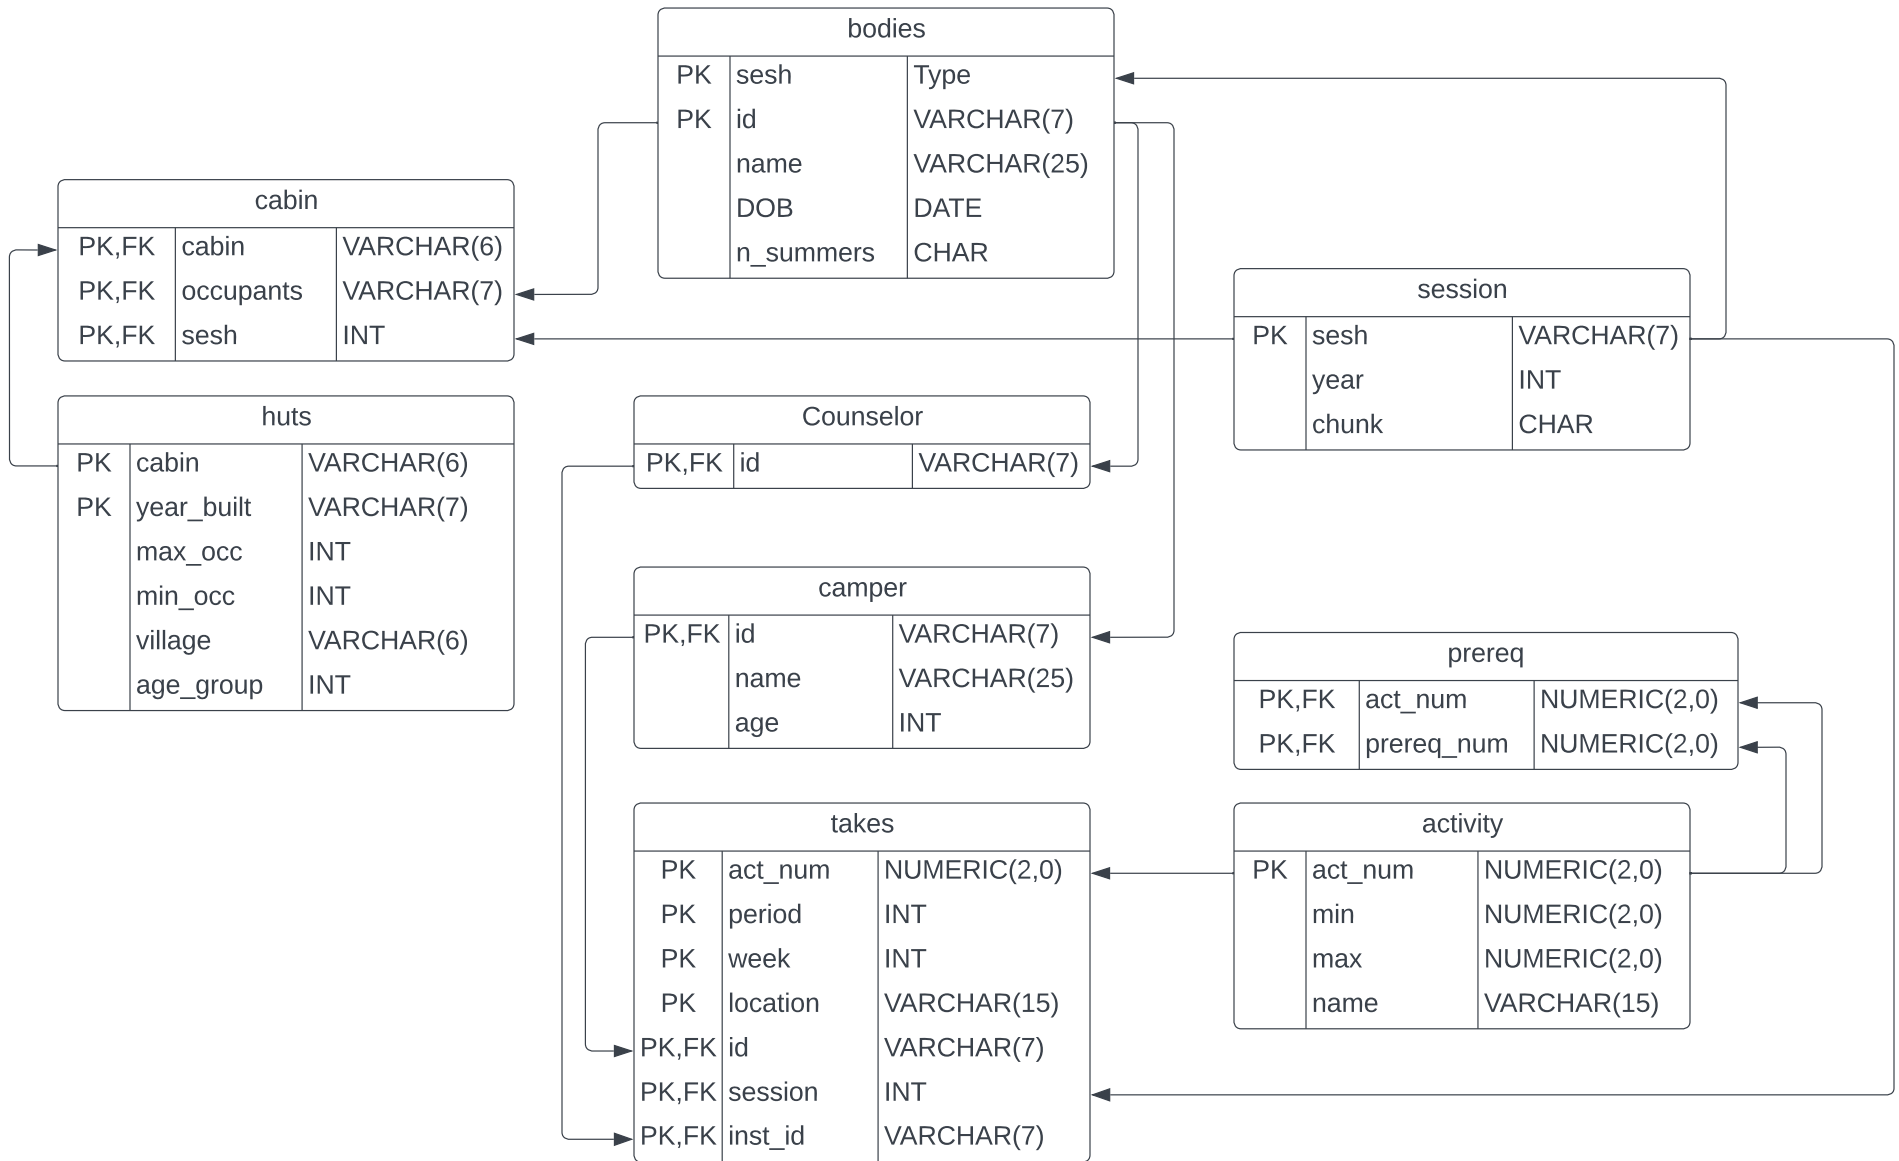 bodies
PK sesh Type
PK id VARCHAR(7)
name VARCHAR(25)
DOB DATE
n_summers CHAR
cabin
PK,FK cabin VARCHAR(6)
PK,FK occupants VARCHAR(7)
PK,FK sesh INT
session
PK sesh VARCHAR(7)
year INT
chunk CHAR
huts
PK cabin VARCHAR(6)
PK year_built VARCHAR(7)
max_occ INT
min_occ INT
village VARCHAR(6)
age_group INT
Counselor
PK,FK id VARCHAR(7)
camper
PK,FK id VARCHAR(7)
name VARCHAR(25)
age INT
prereq
PK,FK act_num NUMERIC(2,0)
PK,FK prereq_num NUMERIC(2,0)
takes
PK act_num NUMERIC(2,0)
PK period INT
PK week INT
PK location VARCHAR(15)
PK,FK id VARCHAR(7)
PK,FK session INT
PK,FK inst_id VARCHAR(7)
activity
PK act_num NUMERIC(2,0)
min NUMERIC(2,0)
max NUMERIC(2,0)
name VARCHAR(15)